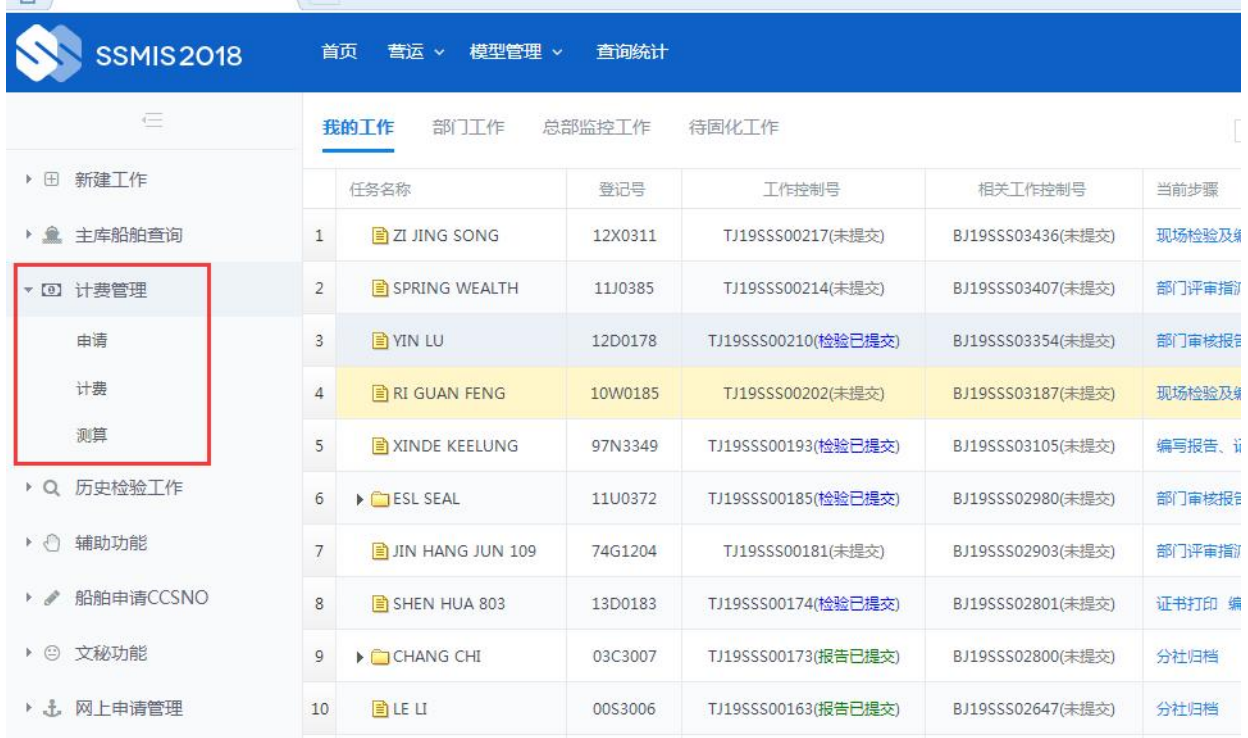 SSMIS2018
首页 营运 模型管理 查询统计
我的工作 部门工作 总部监控工作 待固化工作
新建工作
主库船舶查询
计费管理
申请
计费
测算
历史检验工作
辅助功能
船舶申请CCSNO
文秘功能
网上申请管理
任务名称 登记号 工作控制号 相关工作控制号 当前步骤
1 ZI JING SONG 12X0311 TJ19SSS00217(未提交) BJ19SSS03436(未提交) 现场检验及
2 SPRING WEALTH 11J0385 TJ19SSS00214(未提交) BJ19SSS03407(未提交) 部门评审指
3 YIN LU 12D0178 TJ19SSS00210(检验已提交) BJ19SSS03354(未提交) 部门审核报
4 RI GUAN FENG 10W0185 TJ19SSS00202(未提交) BJ19SSS03187(未提交) 现场检验及
5 XINDE KEELUNG 97N3349 TJ19SSS00193(检验已提交) BJ19SSS03105(未提交) 编写报告、
6 ESL SEAL 11U0372 TJ19SSS00185(检验已提交) BJ19SSS02980(未提交) 部门审核报
7 JIN HANG JUN 109 74G1204 TJ19SSS00181(未提交) BJ19SSS02903(未提交) 部门评审指
8 SHEN HUA 803 13D0183 TJ19SSS00174(检验已提交) BJ19SSS02801(未提交) 证书打印 编
9 CHANG CHI 03C3007 TJ19SSS00173(报告已提交) BJ19SSS02800(未提交) 分社归档
10 LE LI 00S3006 TJ19SSS00163(报告已提交) BJ19SSS02647(未提交) 分社归档